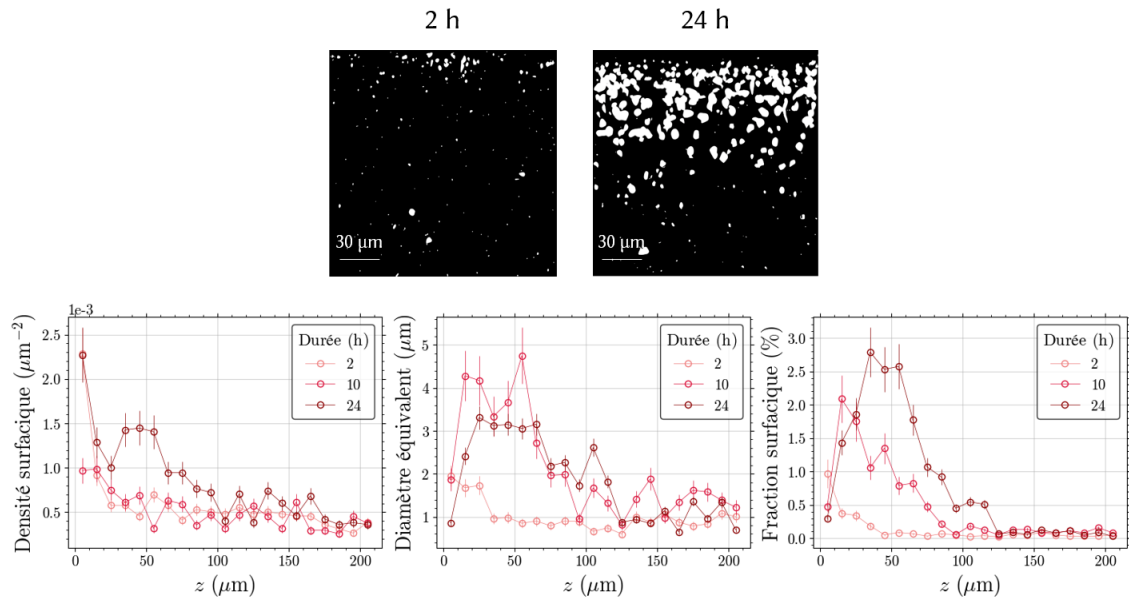 2 h
24 h
30 µm
30 µm
1e-3
Densité surfacique (µm⁻²)
2.5
2.0
1.5
1.0
0.5
0
50
100
150
200
z (µm)
Durée (h)
2
10
24
Diamètre équivalent (µm)
5
4
3
2
1
0
50
100
150
200
z (µm)
Durée (h)
2
10
24
Fraction surfacique (%)
3.0
2.5
2.0
1.5
1.0
0.5
0.0
0
50
100
150
200
z (µm)
Durée (h)
2
10
24